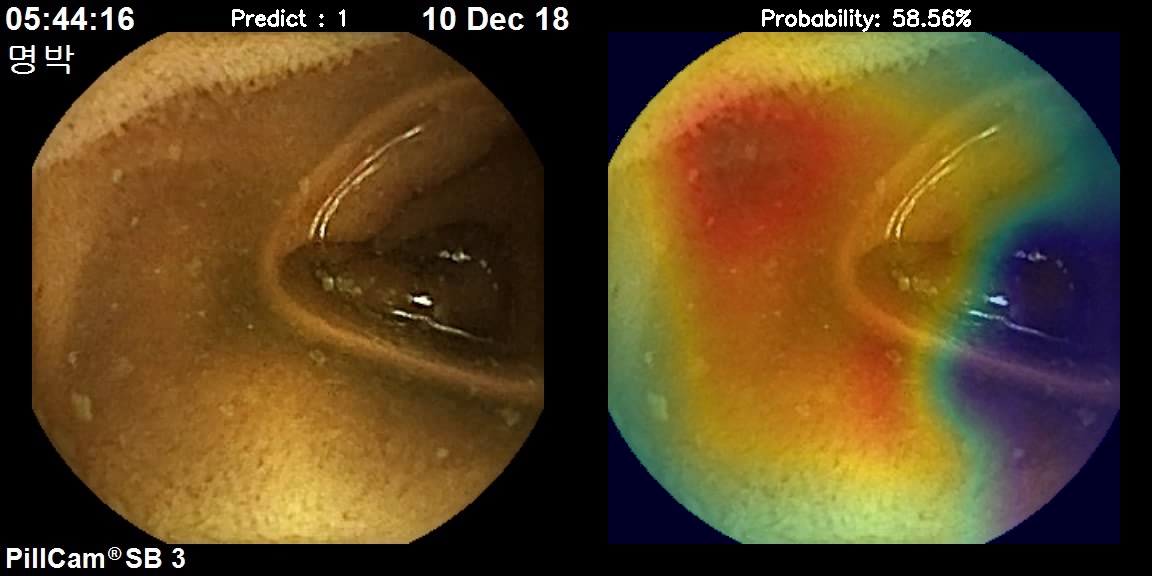 05:44:16
Predict : 1
10 Dec 18
Probability: 58.56%
명 박
PillCam® SB 3